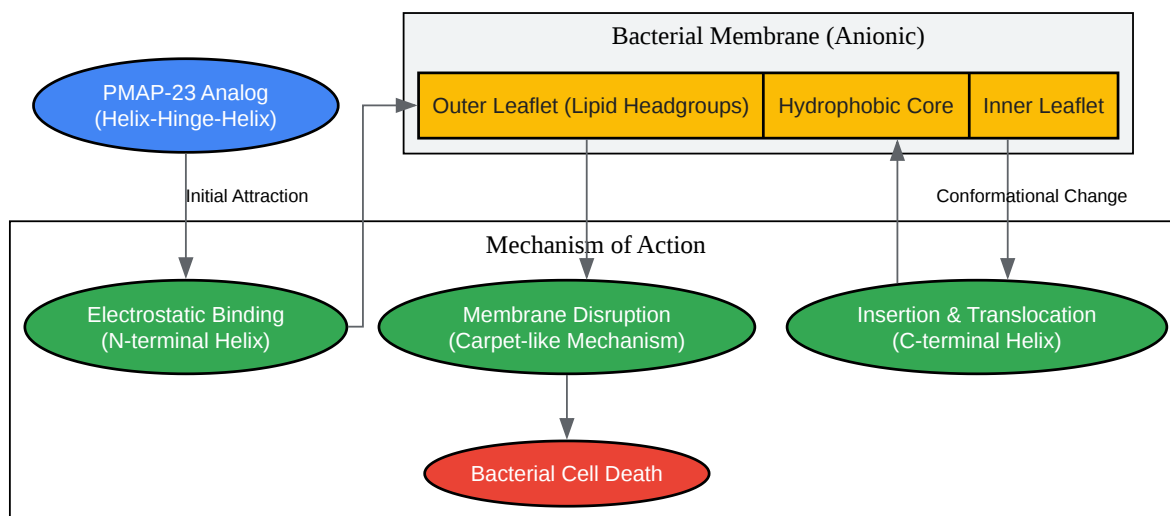 Bacterial Membrane (Anionic)
PMAP-23 Analog
(Helix-Hinge-Helix)
Outer Leaflet (Lipid Headgroups)
Hydrophobic Core
Inner Leaflet
Initial Attraction
Conformational Change
Mechanism of Action
Electrostatic Binding
(N-terminal Helix)
Membrane Disruption
(Carpet-like Mechanism)
Insertion & Translocation
(C-terminal Helix)
Bacterial Cell Death